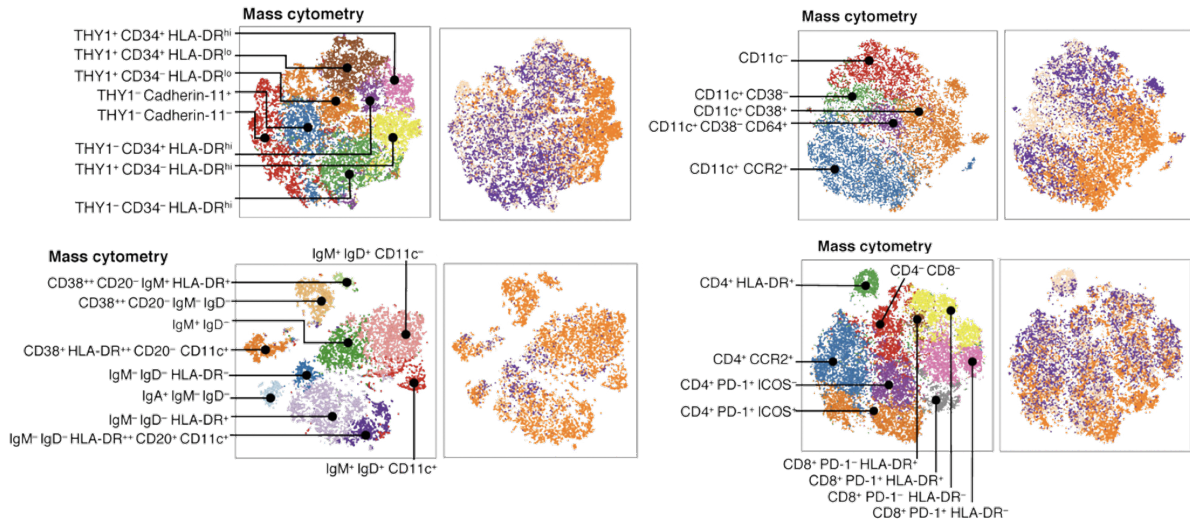 Mass cytometry
THY1⁺ CD34⁺ HLA-DRʰⁱ
THY1⁺ CD34⁺ HLA-DRˡᵒ
THY1⁺ CD34⁻ HLA-DRˡᵒ
THY1⁻ Cadherin-11⁺
THY1⁻ Cadherin-11⁻
THY1⁻ CD34⁺ HLA-DRʰⁱ
THY1⁺ CD34⁻ HLA-DRʰⁱ
THY1⁻ CD34⁻ HLA-DRʰⁱ
Mass cytometry
CD11c⁻
CD11c⁺ CD38⁻
CD11c⁺ CD38⁺
CD11c⁺ CD38⁻ CD64⁺
CD11c⁺ CCR2⁺
Mass cytometry
IgM⁺ IgD⁺ CD11c⁻
CD38⁺⁺ CD20⁻ IgM⁺ HLA-DR⁺
CD38⁺⁺ CD20⁻ IgM⁻ IgD⁻
IgM⁺ IgD⁻
CD38⁺ HLA-DR⁺⁺ CD20⁻ CD11c⁺
IgM⁻ IgD⁻ HLA-DR⁻
IgA⁺ IgM⁻ IgD⁻
IgM⁻ IgD⁻ HLA-DR⁺
IgM⁻ IgD⁻ HLA-DR⁺⁺ CD20⁺ CD11c⁺
IgM⁺ IgD⁺ CD11c⁺
Mass cytometry
CD4⁻ CD8⁻
CD4⁺ HLA-DR⁺
CD4⁺ CCR2⁺
CD4⁺ PD-1⁺ ICOS⁻
CD4⁺ PD-1⁺ ICOS⁺
CD8⁺ PD-1⁻ HLA-DR⁺
CD8⁺ PD-1⁺ HLA-DR⁺
CD8⁺ PD-1⁻ HLA-DR⁻
CD8⁺ PD-1⁺ HLA-DR⁻